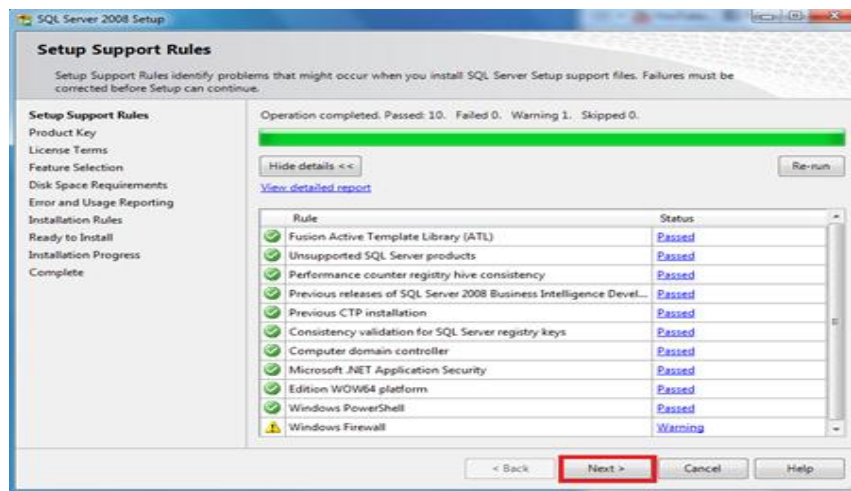 SQL Server 2008 Setup
Setup Support Rules
Setup Support Rules identify problems that might occur when you install SQL Server Setup support files. Failures must be
corrected before Setup can continue.
Setup Support Rules
Product Key
License Terms
Feature Selection
Disk Space Requirements
Error and Usage Reporting
Installation Rules
Ready to Install
Installation Progress
Complete
Operation completed. Passed: 10. Failed 0. Warning 1. Skipped 0.
Hide details <<
Re-run
View detailed report
Rule Status
Fusion Active Template Library (ATL) Passed
Unsupported SQL Server products Passed
Performance counter registry hive consistency Passed
Previous releases of SQL Server 2008 Business Intelligence Devel... Passed
Previous CTP installation Passed
Consistency validation for SQL Server registry keys Passed
Computer domain controller Passed
Microsoft .NET Application Security Passed
Edition WOW64 platform Passed
Windows PowerShell Passed
Windows Firewall Warning
< Back Next > Cancel Help